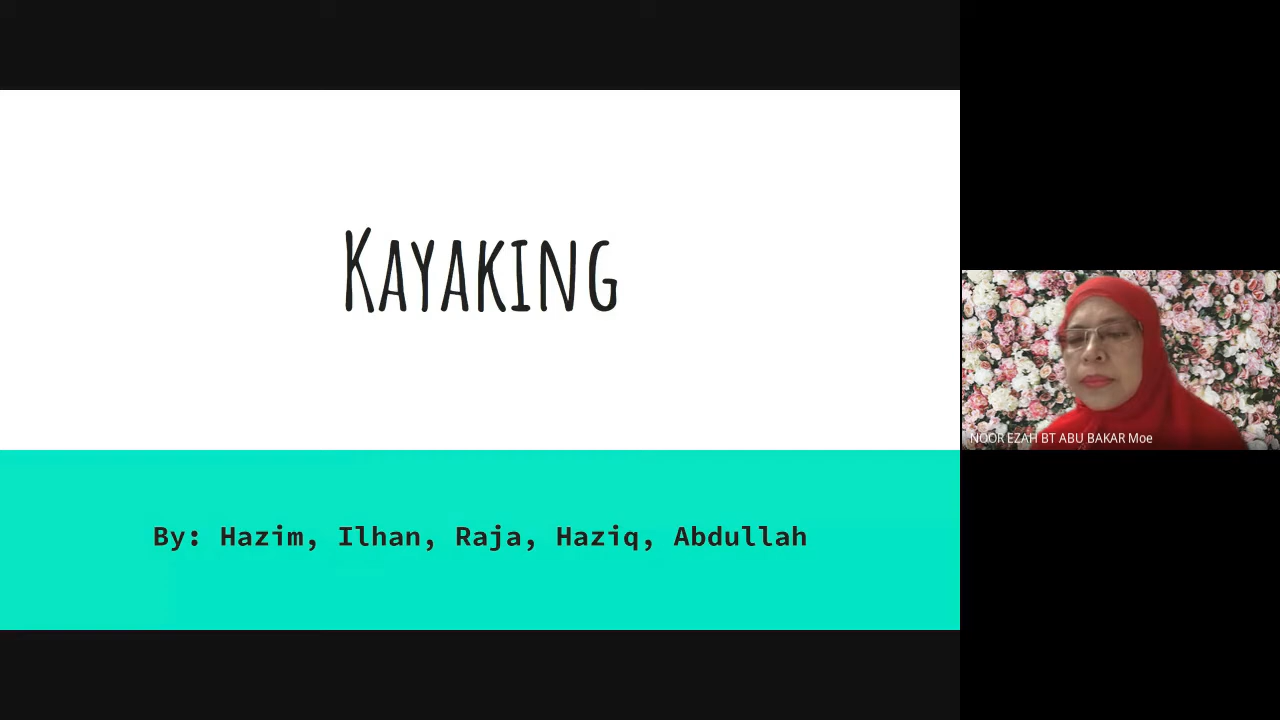 KAYAKING
By: Hazim, Ilhan, Raja, Haziq, Abdullah
NOOR EZAH BT ABU BAKAR Moe